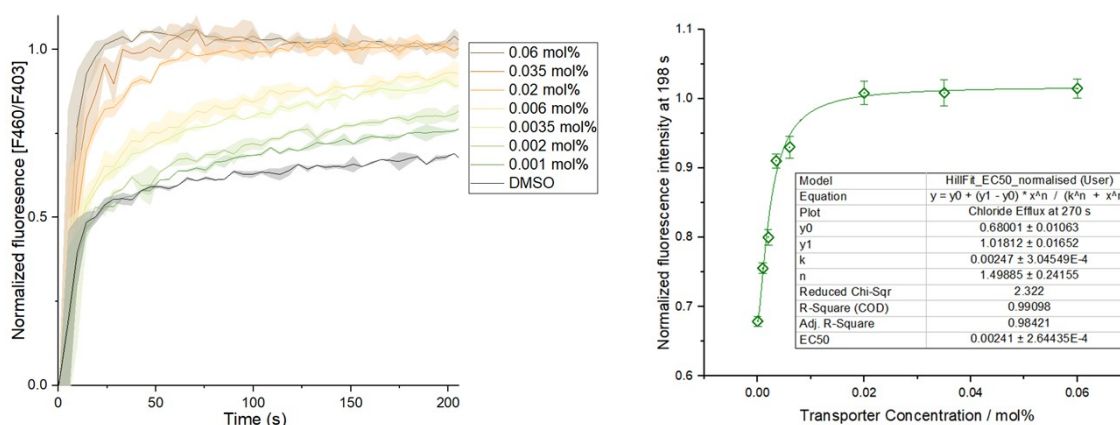 Normalized fluorescence [F460/F403]
1.0
0.5
0.0
0 50 100 150 200
Time (s)
0.06 mol%
0.035 mol%
0.02 mol%
0.006 mol%
0.0035 mol%
0.002 mol%
0.001 mol%
DMSO
Normalized fluorescence intensity at 198 s
1.1
1.0
0.9
0.8
0.7
0.6
0.00 0.02 0.04 0.06
Transporter Concentration / mol%
Model HillFit_EC50_normalised (User)
Equation y = y0 + (y1 - y0) * x^n / (k^n + x^n
Plot Chloride Efflux at 270 s
y0 0.68001 ± 0.01063
y1 1.01812 ± 0.01652
k 0.00247 ± 3.04549E-4
n 1.49885 ± 0.24155
Reduced Chi-Sqr 2.322
R-Square (COD) 0.99098
Adj. R-Square 0.98421
EC50 0.00241 ± 2.64435E-4